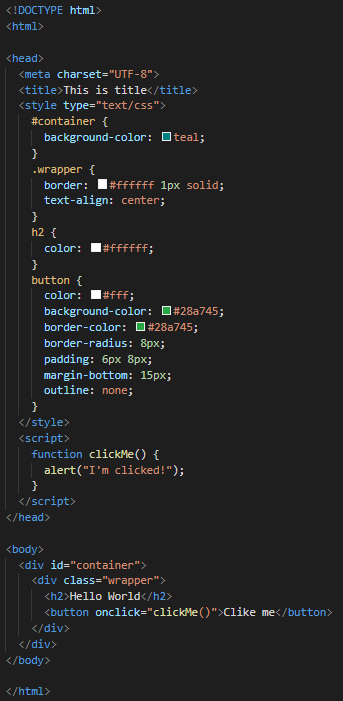 <!DOCTYPE html>
<html>
<head>
<meta charset="UTF-8">
<title>This is title</title>
<style type="text/css">
#container {
background-color: teal;
}
.wrapper {
border: #ffffff 1px solid;
text-align: center;
}
h2 {
color: #ffffff;
}
button {
color: #fff;
background-color: #28a745;
border-color: #28a745;
border-radius: 8px;
padding: 6px 8px;
margin-bottom: 15px;
outline: none;
}
</style>
<script>
function clickMe() {
alert("I'm clicked!");
}
</script>
</head>
<body>
<div id="container">
<div class="wrapper">
<h2>Hello World</h2>
<button onclick="clickMe()">Clike me</button>
</div>
</div>
</body>
</html>